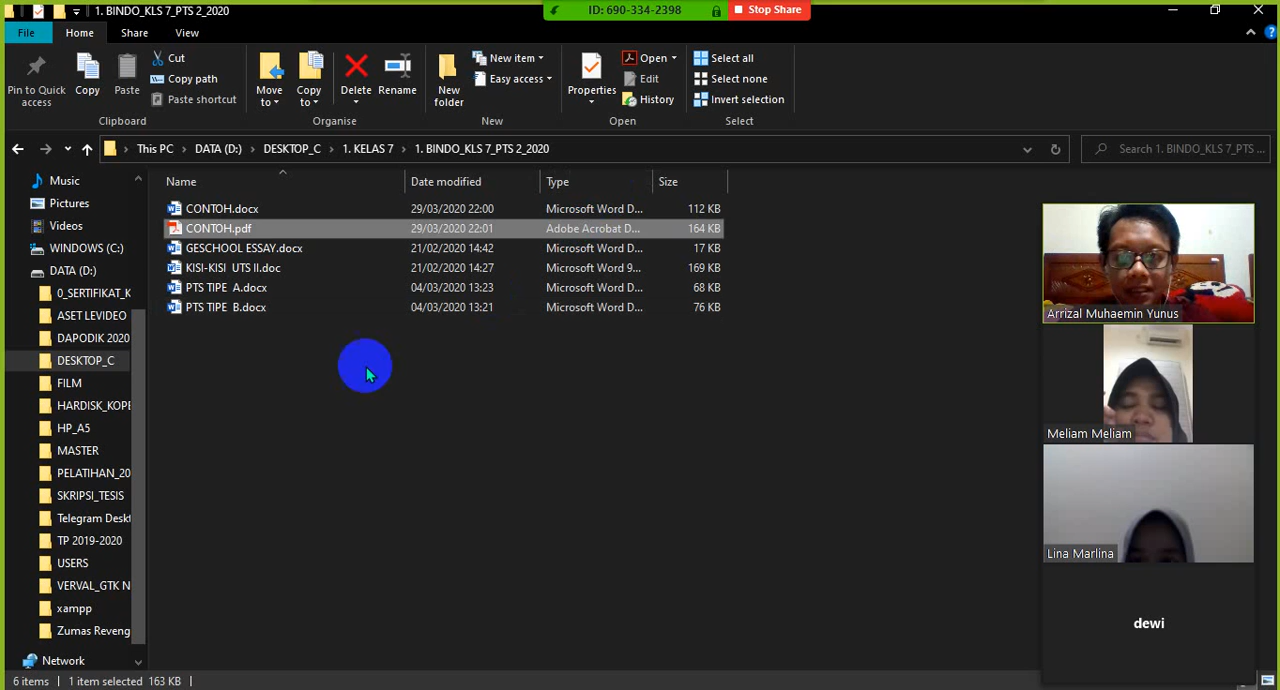 1. BINDO_KLS 7_PTS 2_2020
ID: 690-334-2398
Stop Share
File Home Share View
Pin to Quick access
Copy
Paste
Cut
Copy path
Paste shortcut
Clipboard
Move to
Copy to
Delete
Rename
Organise
New folder
New item
Easy access
New
Properties
Open
Edit
History
Open
Select all
Select none
Invert selection
Select
This PC DATA (D:) DESKTOP_C 1. KELAS 7 1. BINDO_KLS 7_PTS 2_2020
Search 1. BINDO_KLS 7_PTS ...
Music
Pictures
Videos
WINDOWS (C:)
DATA (D:)
0_SERTIFIKAT_K
ASET LEVIDEO
DAPODIK 2020
DESKTOP_C
FILM
HARDISK_KOPE
HP_A5
MASTER
PELATIHAN_20
SKRIPSI_TESIS
Telegram Deskt
TP 2019-2020
USERS
VERVAL_GTK N
xampp
Zumas Reveng
Network
Name Date modified Type Size
CONTOH.docx 29/03/2020 22:00 Microsoft Word D... 112 KB
CONTOH.pdf 29/03/2020 22:01 Adobe Acrobat D... 164 KB
GESCHOOL ESSAY.docx 21/02/2020 14:42 Microsoft Word D... 17 KB
KISI-KISI UTS II.doc 21/02/2020 14:27 Microsoft Word 9... 169 KB
PTS TIPE A.docx 04/03/2020 13:23 Microsoft Word D... 68 KB
PTS TIPE B.docx 04/03/2020 13:21 Microsoft Word D... 76 KB
Arrizal Muhaemin Yunus
Meliam Meliam
Lina Marlina
dewi
6 items 1 item selected 163 KB